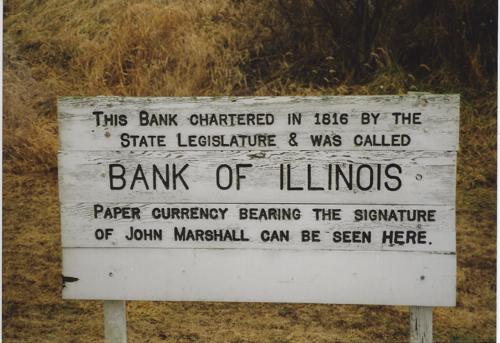 THIS BANK CHARTERED IN 1816 BY THE
STATE LEGISLATURE & WAS CALLED
BANK OF ILLINOIS
PAPER CURRENCY BEARING THE SIGNATURE
OF JOHN MARSHALL CAN BE SEEN HERE.